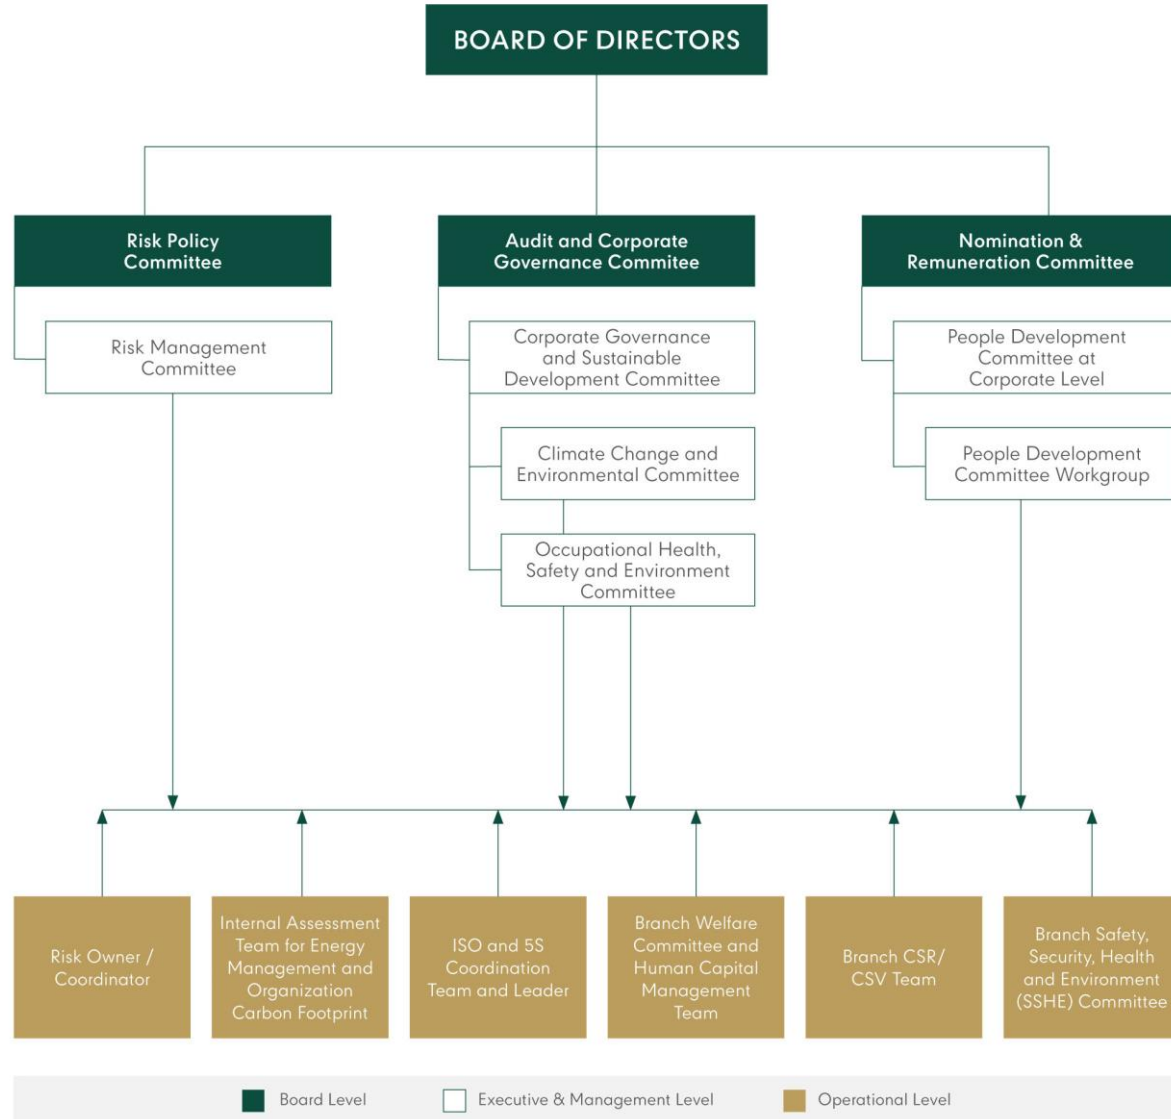 BOARD OF DIRECTORS
Risk Policy
Committee
Audit and Corporate
Governance Commitee
Nomination &
Remuneration Committee
Risk Management
Committee
Corporate Governance
and Sustainable
Development Committee
People Development
Committee at
Corporate Level
Climate Change and
Environmental Committee
People Development
Committee Workgroup
Occupational Health,
Safety and Environment
Committee
Risk Owner /
Coordinator
Internal Assessment
Team for Energy
Management and
Organization
Carbon Footprint
ISO and 5S
Coordination
Team and Leader
Branch Welfare
Committee and
Human Capital
Management
Team
Branch CSR/
CSV Team
Branch Safety,
Security, Health
and Environment
(SSHE) Committee
Board Level
Executive & Management Level
Operational Level